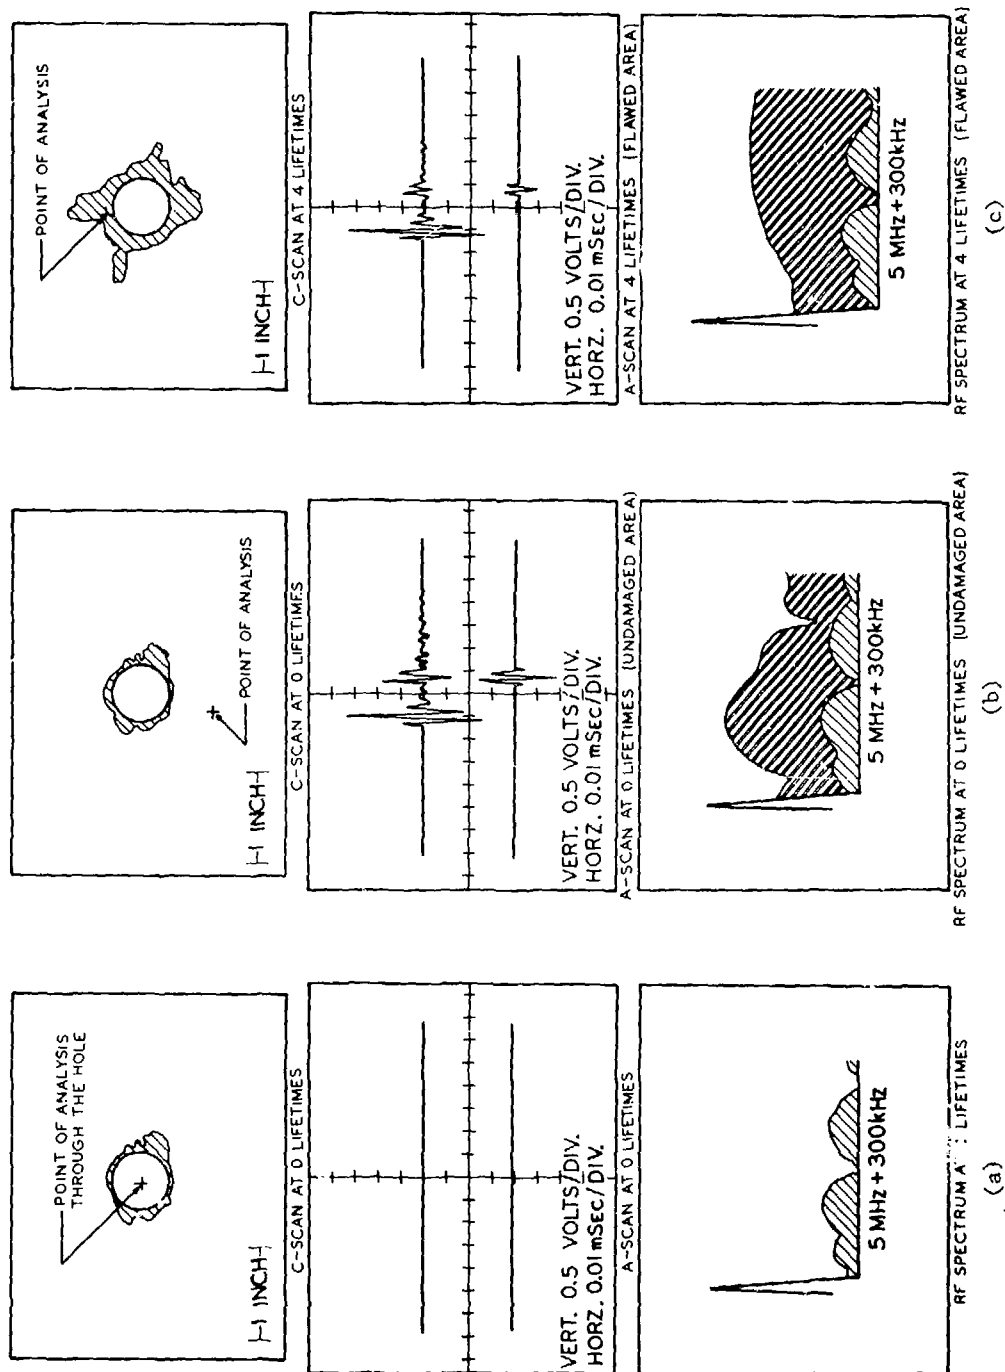 POINT OF ANALYSIS
THROUGH THE HOLE
1 INCH
C-SCAN AT 0 LIFETIMES
VERT. 0.5 VOLTS/DIV.
HORZ. 0.01 mSEC/DIV.
A-SCAN AT 0 LIFETIMES
5 MHz+300kHz
RF SPECTRUM LIFETIMES
(a)
POINT OF ANALYSIS
1 INCH
C-SCAN AT 0 LIFETIMES
VERT. 0.5 VOLTS/DIV.
HORZ. 0.01 mSEC/DIV.
A-SCAN AT 0 LIFETIMES (UNDAMAGED AREA)
5 MHz + 300kHz
RF SPECTRUM AT 0 LIFETIMES (UNDAMAGED AREA)
(b)
POINT OF ANALYSIS
1 INCH
C-SCAN AT 4 LIFETIMES
VERT. 0.5 VOLTS/DIV.
HORZ. 0.01 mSEC/DIV.
A-SCAN AT 4 LIFETIMES (FLAWED AREA)
5 MHz+300kHz
RF SPECTRUM AT 4 LIFETIMES (FLAWED AREA)
(c)